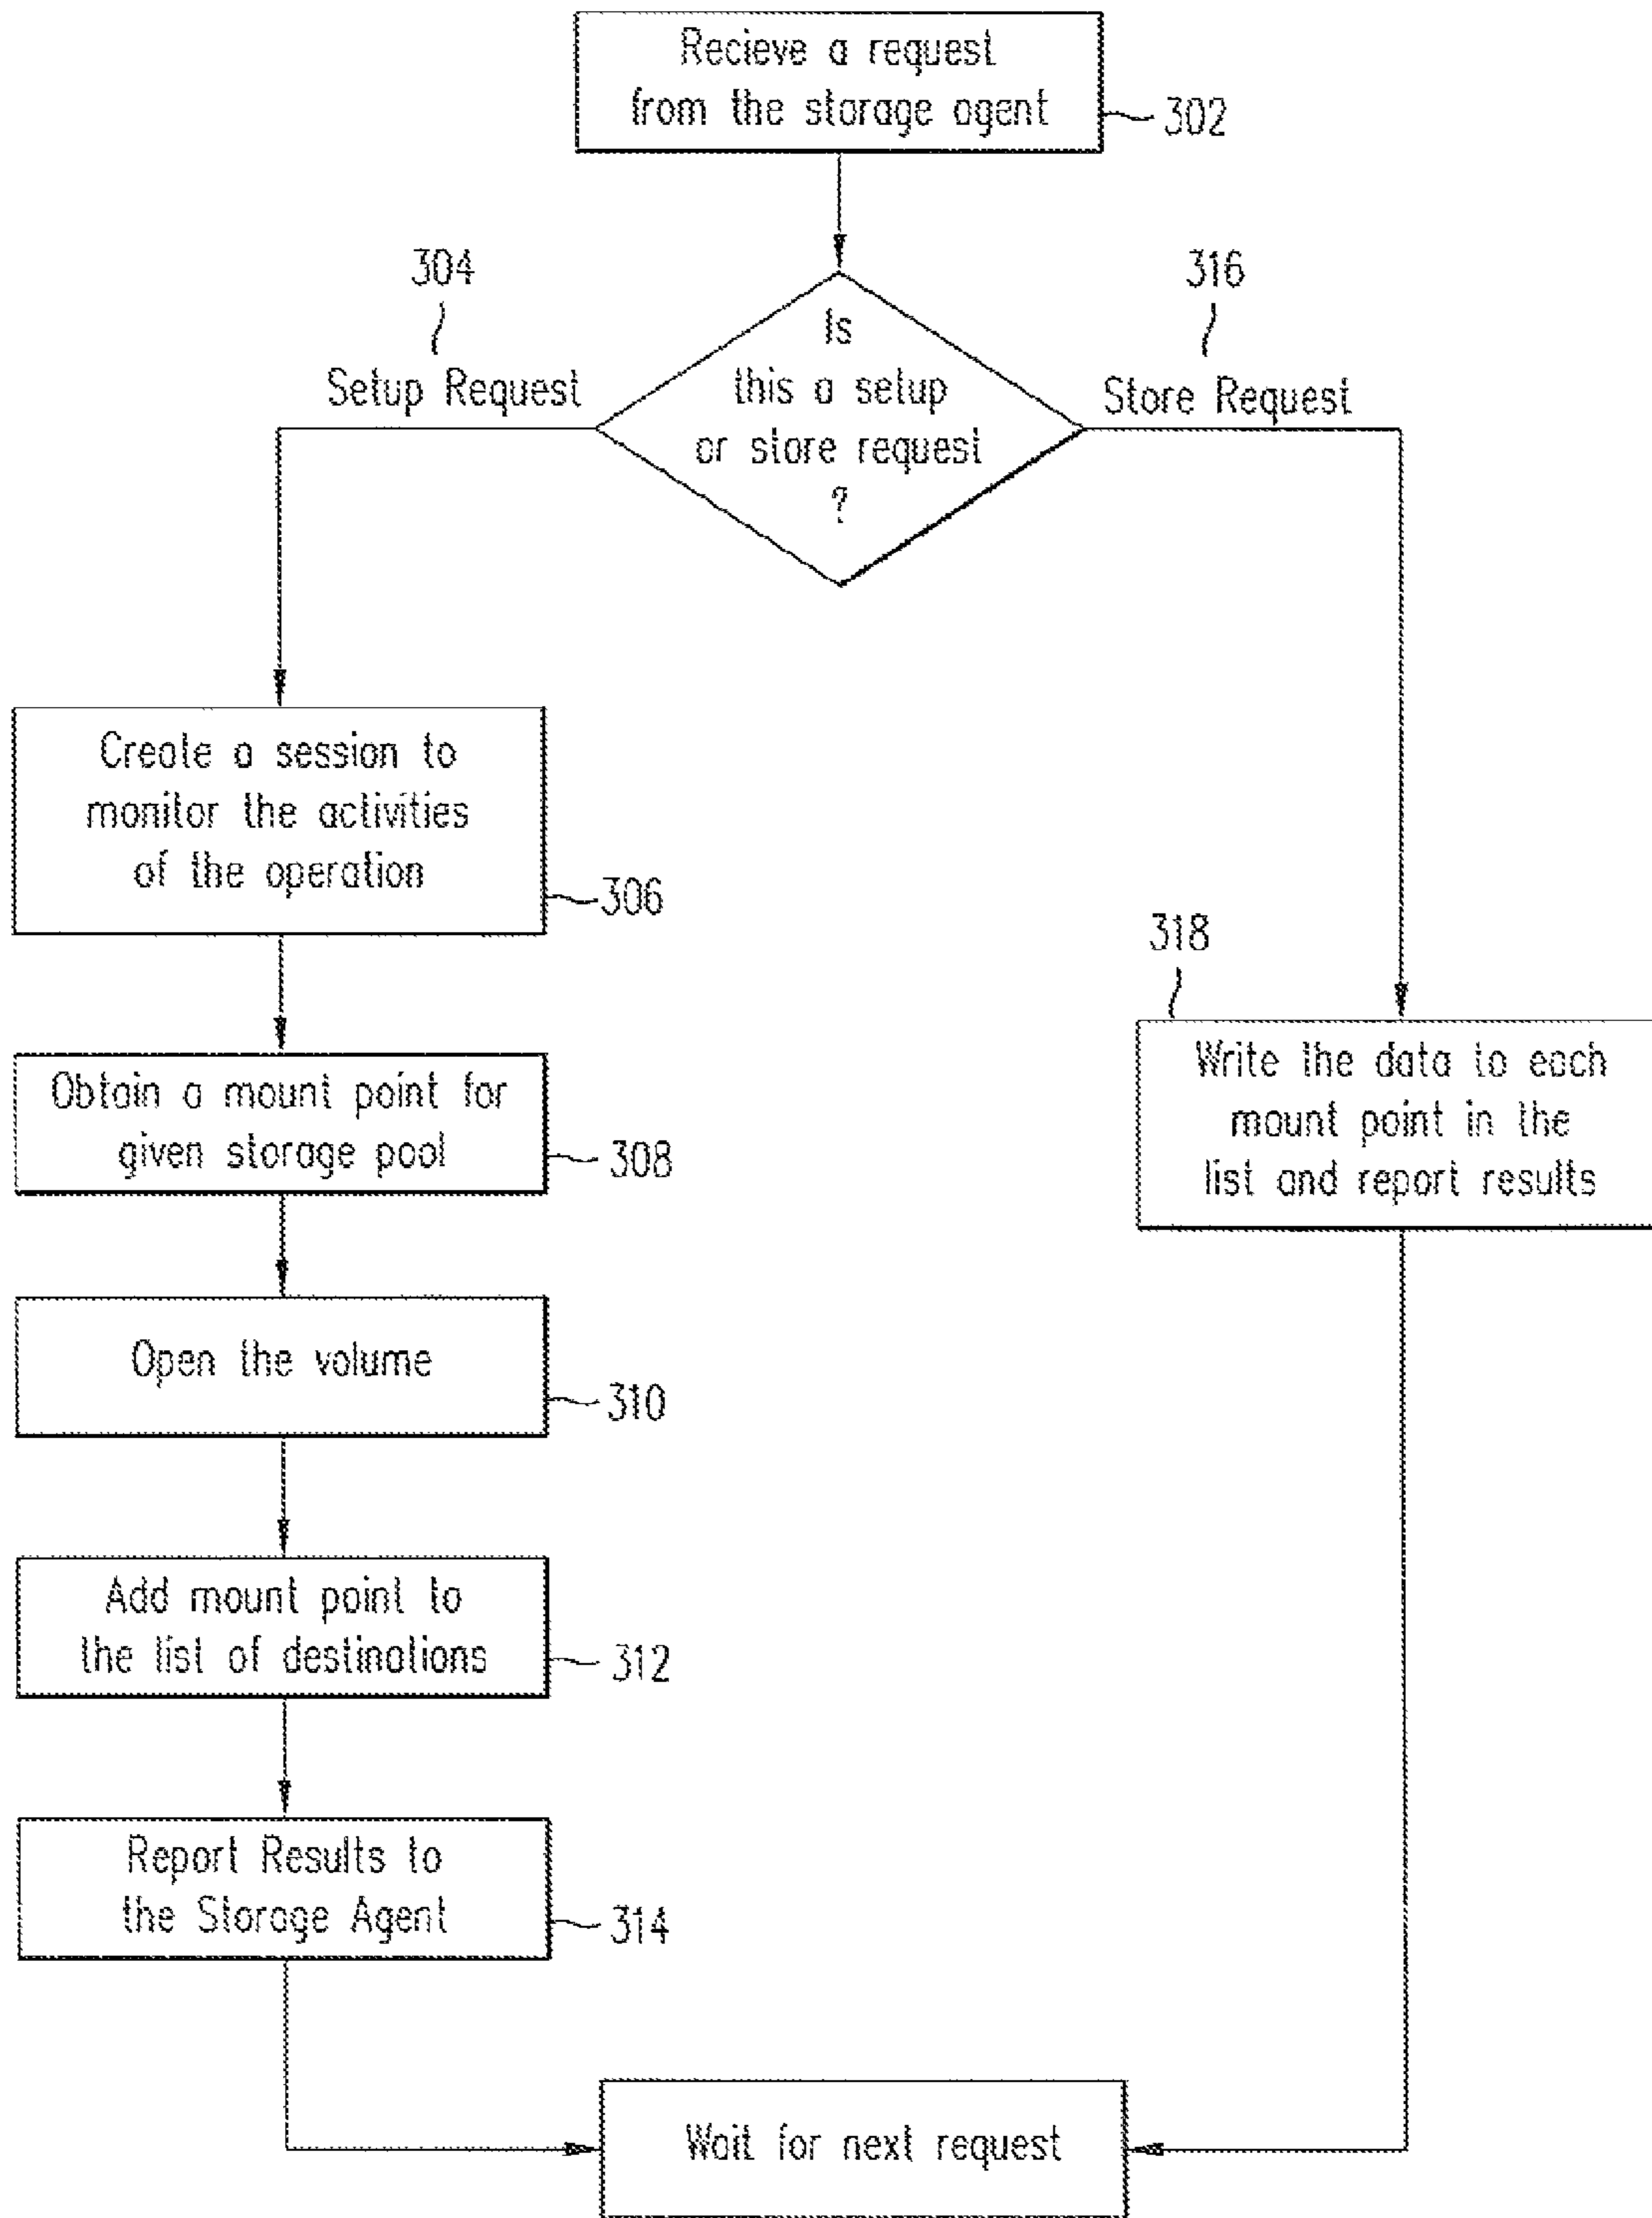 Recieve a request
from the storage agent
302
304
316
Is
this a setup
or store request
?
Setup Request
Store Request
Create a session to
monitor the activities
of the operation
306
318
Obtain a mount point for
given storage pool
308
Write the data to each
mount point in the
list and report results
Open the volume
310
Add mount point to
the list of destinations
312
Report Results to
the Storage Agent
314
Wait for next request